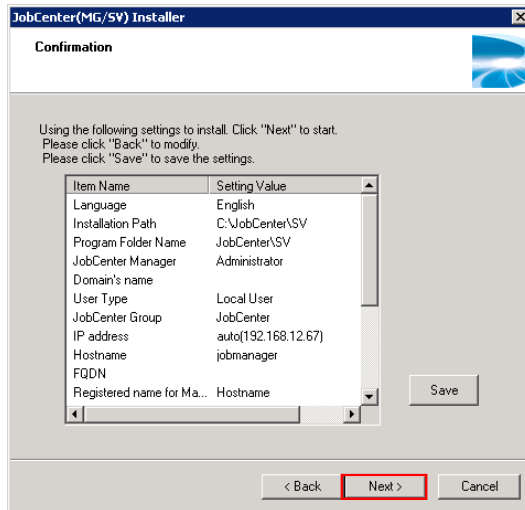 JobCenter(MG/SV) Installer
Confirmation
Using the following settings to install. Click "Next" to start.
Please click "Back" to modify.
Please click "Save" to save the settings.
Item Name Setting Value
Language English
Installation Path C:\JobCenter\SV
Program Folder Name JobCenter\SV
JobCenter Manager Administrator
Domain's name
User Type Local User
JobCenter Group JobCenter
IP address auto(192.168.12.67)
Hostname jobmanager
FQDN
Registered name for Ma... Hostname
Save
< Back Next > Cancel